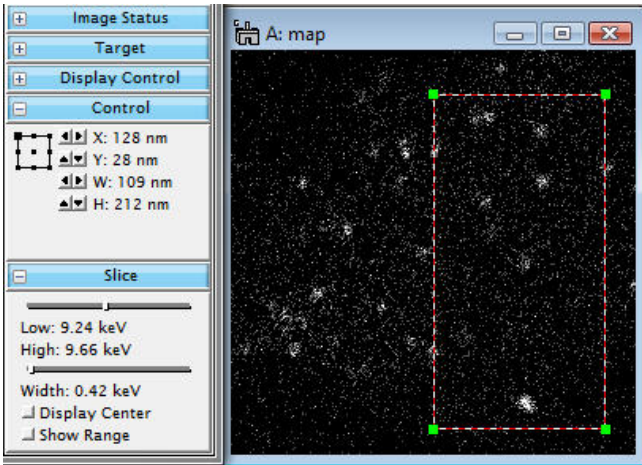 Image Status
Target
Display Control
Control
X: 128 nm
Y: 28 nm
W: 109 nm
H: 212 nm
Slice
Low: 9.24 keV
High: 9.66 keV
Width: 0.42 keV
Display Center
Show Range
A: map